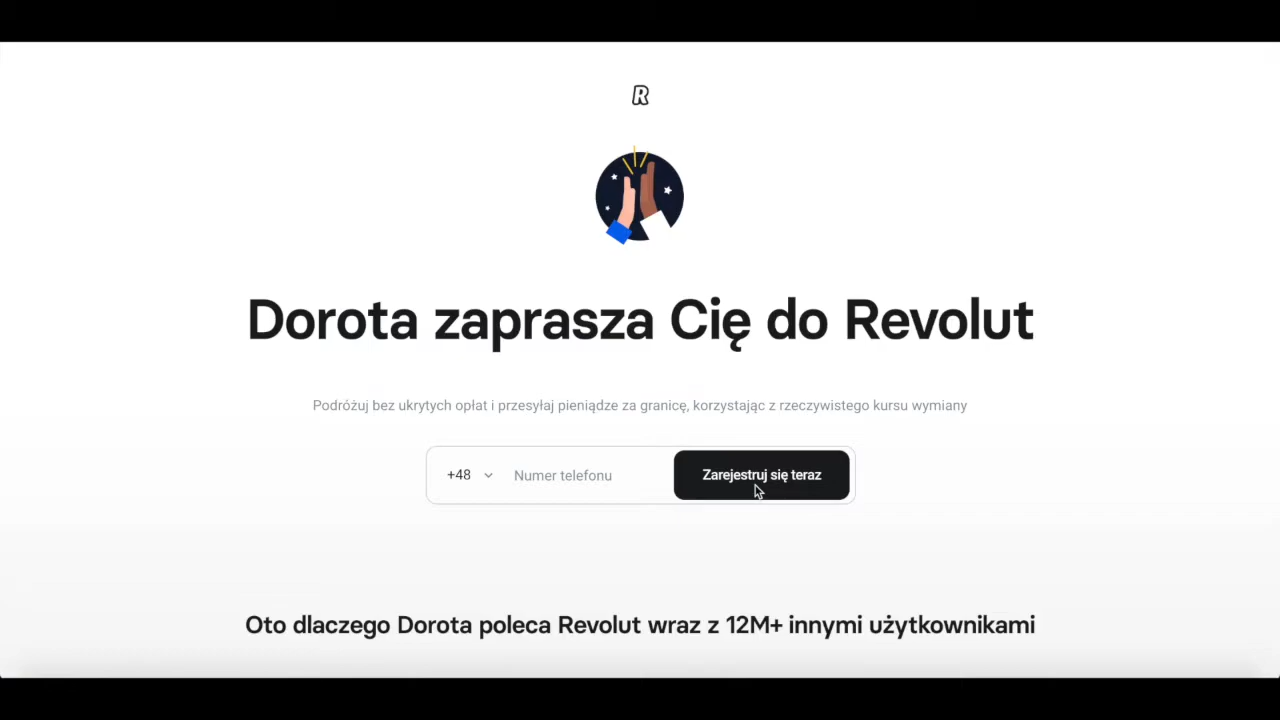 R
Dorota zaprasza Cię do Revolut
Podróżuj bez ukrytych opłat i przesyłaj pieniądze za granicę, korzystając z rzeczywistego kursu wymiany
+48 Numer telefonu Zarejestruj się teraz
Oto dlaczego Dorota poleca Revolut wraz z 12M+ innymi użytkownikami